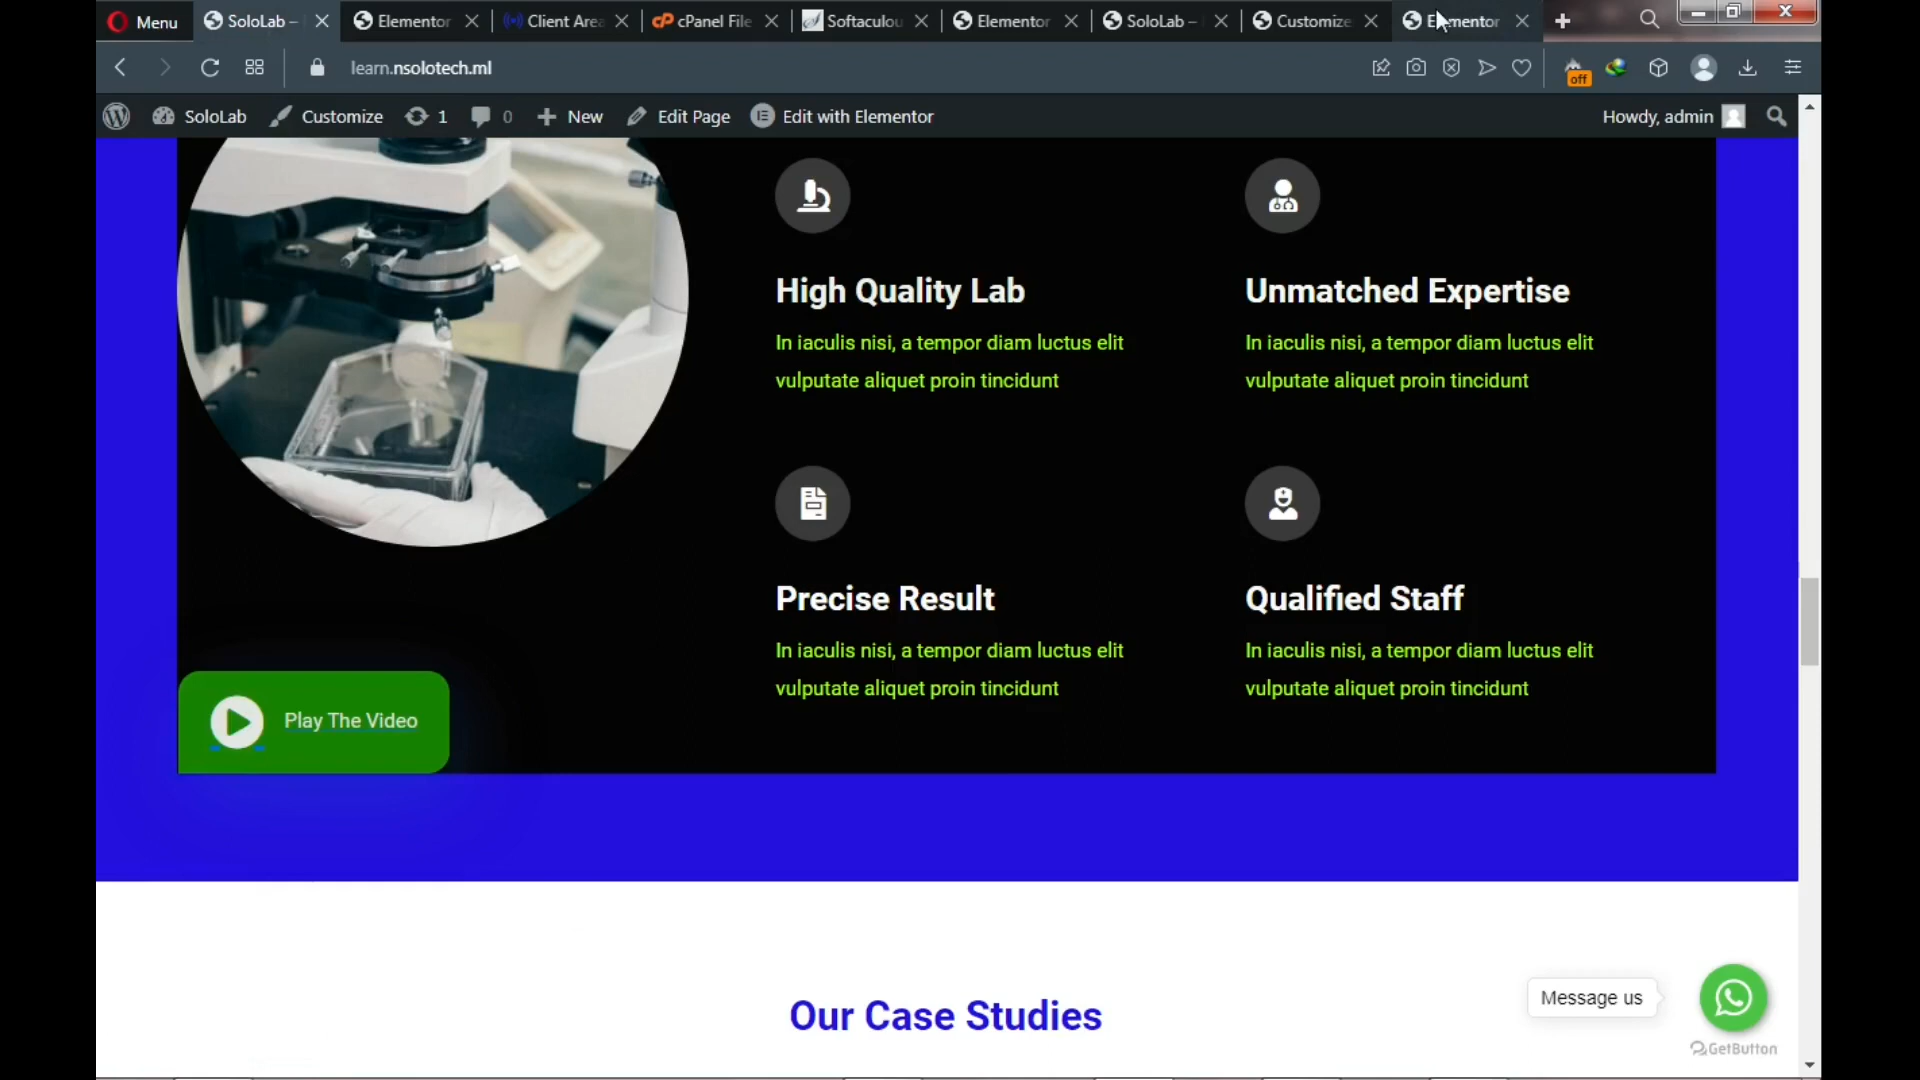 Menu
SoloLab –
Elementor
Client Area
cPanel File
Softaculou
Elementor
SoloLab –
Customize
Elementor
learn.nsolotech.ml
off
SoloLab
Customize
1
0
New
Edit Page
Edit with Elementor
Howdy, admin
High Quality Lab
In iaculis nisi, a tempor diam luctus elit
vulputate aliquet proin tincidunt
Unmatched Expertise
In iaculis nisi, a tempor diam luctus elit
vulputate aliquet proin tincidunt
Precise Result
In iaculis nisi, a tempor diam luctus elit
vulputate aliquet proin tincidunt
Qualified Staff
In iaculis nisi, a tempor diam luctus elit
vulputate aliquet proin tincidunt
Play The Video
Our Case Studies
Message us
GetButton